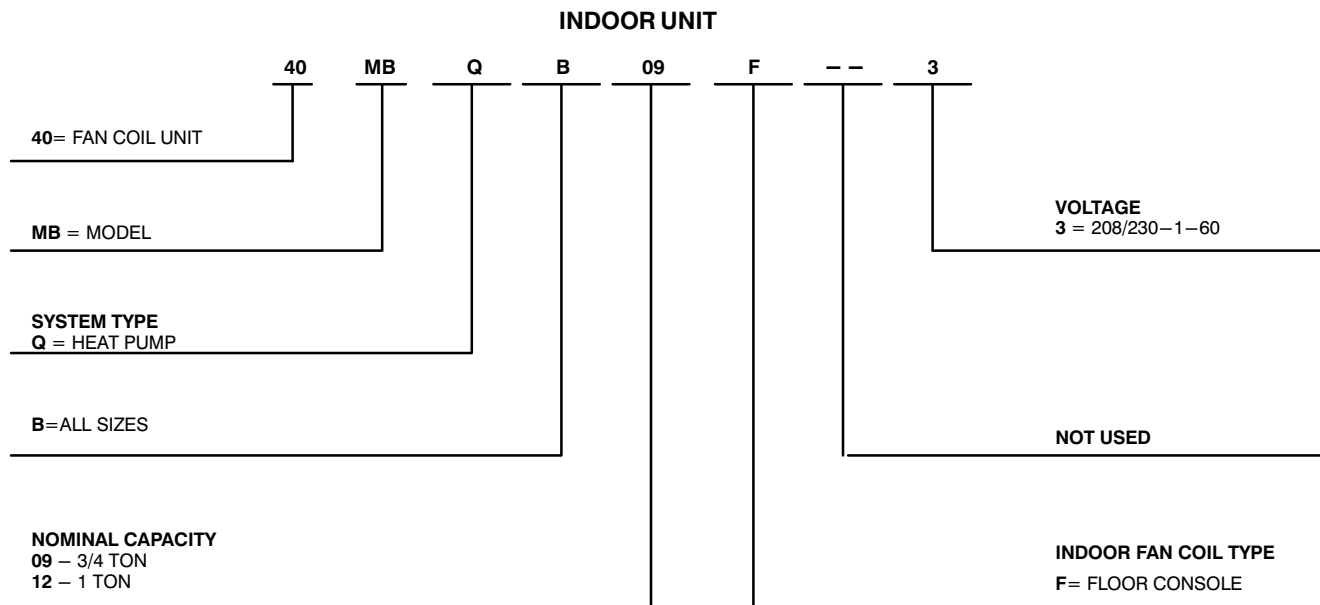 INDOOR UNIT
40 MB Q B 09 F – – 3
40= FAN COIL UNIT
MB = MODEL
SYSTEM TYPE
Q = HEAT PUMP
B=ALL SIZES
NOMINAL CAPACITY
09 – 3/4 TON
12 – 1 TON
VOLTAGE
3 = 208/230–1–60
NOT USED
INDOOR FAN COIL TYPE
F= FLOOR CONSOLE